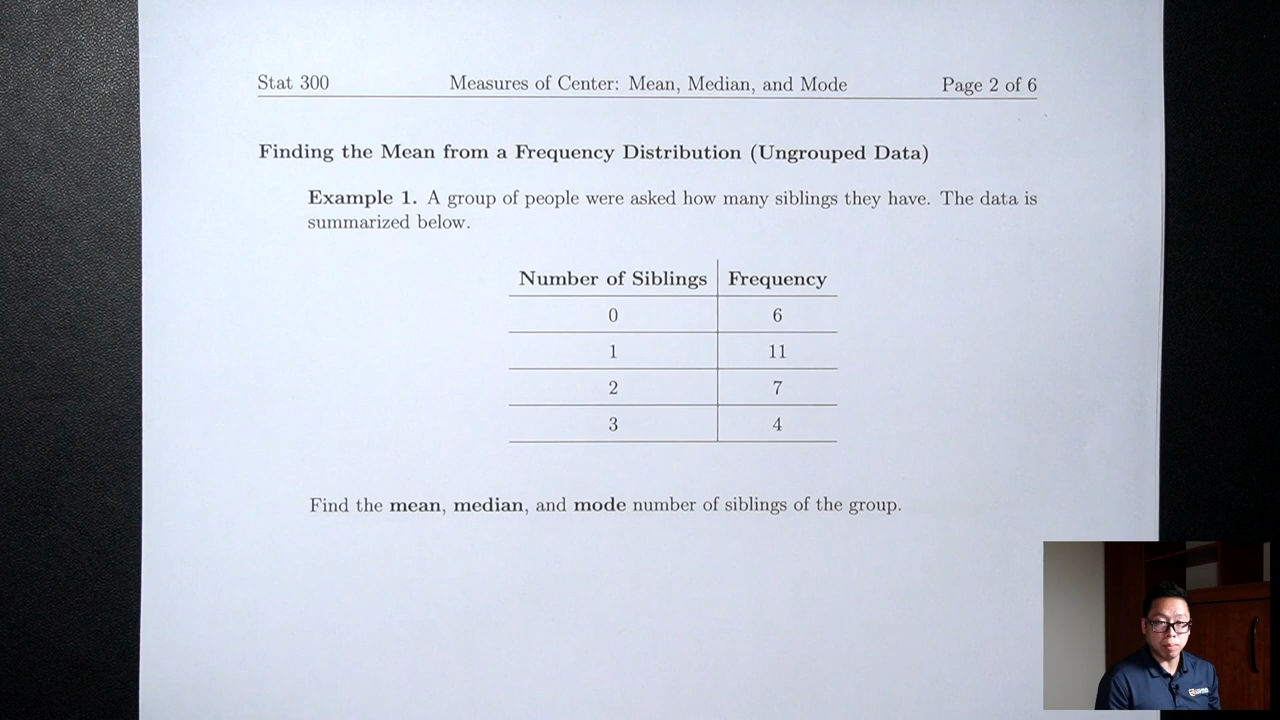 Stat 300 Measures of Center: Mean, Median, and Mode Page 2 of 6
Finding the Mean from a Frequency Distribution (Ungrouped Data)
Example 1. A group of people were asked how many siblings they have. The data is
summarized below.
Number of Siblings Frequency
0 6
1 11
2 7
3 4
Find the mean, median, and mode number of siblings of the group.